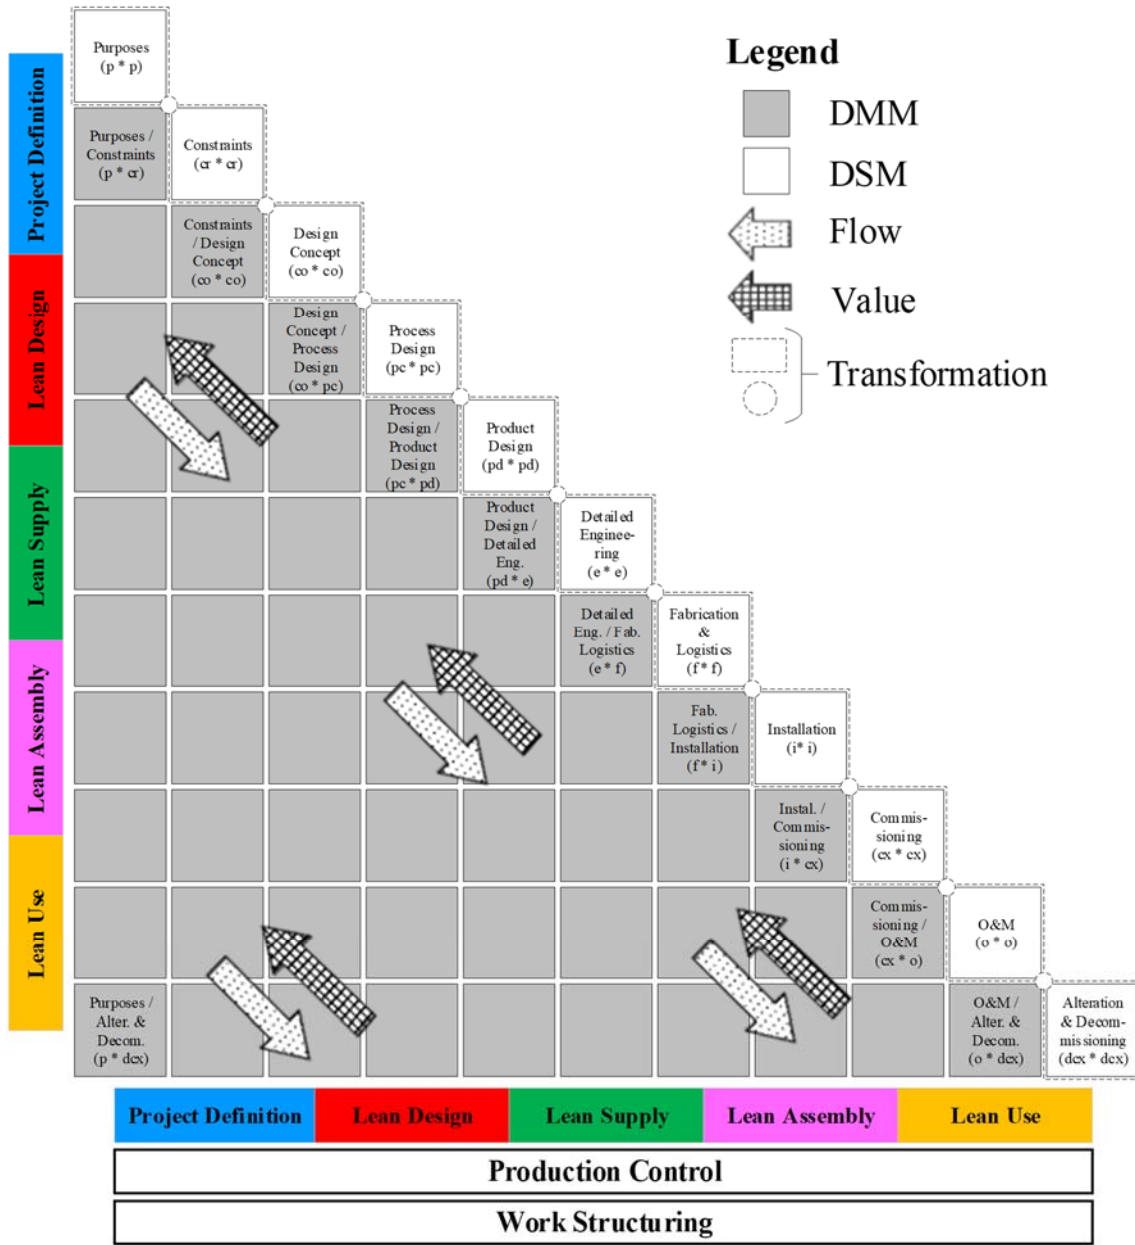 Purposes
(p * p)
Legend
DMM
DSM
Flow
Value
Transformation
Project Definition
Lean Design
Lean Supply
Lean Assembly
Lean Use
Purposes /
Constraints
(p * cr)
Constraints
(cr * cr)
Constraints
/ Design
Concept
(co * co)
Design
Concept
(co * co)
Design
Concept /
Process
Design
(co * pc)
Process
Design
(pc * pc)
Process
Design /
Product
Design
(pc * pd)
Product
Design
(pd * pd)
Product
Design /
Detailed
Eng.
(pd * e)
Detailed
Enginee-
ring
(e * e)
Detailed
Eng. / Fab.
Logistics
(e * f)
Fabrication
&
Logistics
(f * f)
Fab.
Logistics /
Installation
(f * i)
Installation
(i* i)
Instal. /
Commis-
sioning
(i * cx)
Commis-
sioning
(cx * cx)
Commis-
sioning /
O&M
(cx * o)
O&M
(o * o)
Purposes /
Alter. &
Decom.
(p * dcx)
O&M /
Alter. &
Decom.
(o * dcx)
Alteration
& Decom-
missioning
(dcx * dcx)
Project Definition
Lean Design
Lean Supply
Lean Assembly
Lean Use
Production Control
Work Structuring